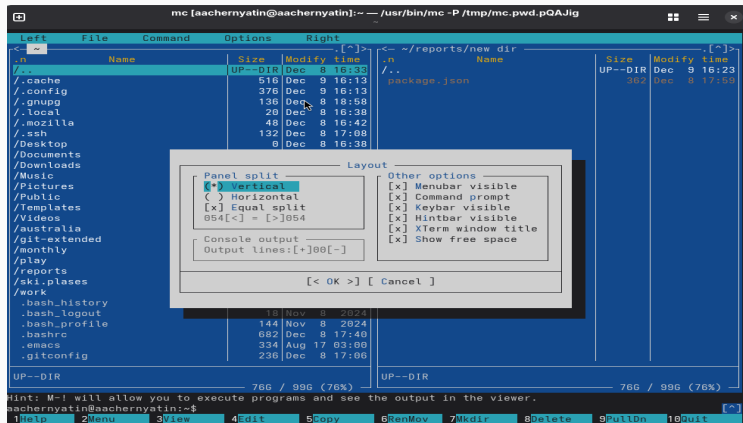 mc [aachernyatin@aachernyatin]:~ — /usr/bin/mc -P /tmp/mc.pwd.pQAJig
~
Left File Command Options Right
<— ~ .[^]> <— ~/reports/new dir .[^]>
.n Name Size Modify time .n Name Size Modify time
/.. UP--DIR Dec 8 16:33 /.. UP--DIR Dec 9 16:23
/.cache 516 Dec 9 16:13 package.json 362 Dec 8 17:59
/.config 376 Dec 9 16:13
/.gnupg 136 Dec 8 18:58
/.local 20 Dec 8 16:38
/.mozilla 48 Dec 8 16:42
/.ssh 132 Dec 8 17:08
/Desktop 0 Dec 8 16:38
/Documents
/Downloads Layout
/Music Panel split Other options
/Pictures (*) Vertical [x] Menubar visible
/Public ( ) Horizontal [x] Command prompt
/Templates [x] Equal split [x] Keybar visible
/Videos 054[<] = [>]054 [x] Hintbar visible
/australia [x] XTerm window title
/git-extended Console output [x] Show free space
/monthly Output lines:[+]00[-]
/play
/reports
/ski.plases [< OK >] [ Cancel ]
/work
.bash_history
.bash_logout 18 Nov 8 2024
.bash_profile 144 Nov 8 2024
.bashrc 682 Dec 8 17:40
.emacs 334 Aug 17 03:00
.gitconfig 236 Dec 8 17:06
UP--DIR UP--DIR
76G / 99G (76%) 76G / 99G (76%)
Hint: M-! will allow you to execute programs and see the output in the viewer.
aachernyatin@aachernyatin:~$ [^]
1Help 2Menu 3View 4Edit 5Copy 6RenMov 7Mkdir 8Delete 9PullDn 10Quit